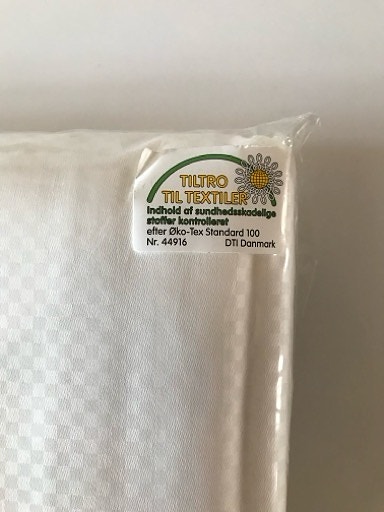 TILTRO
TIL TEXTILER
Indhold af sundhedsskadelige
stoffer kontrolleret
efter Øko-Tex Standard 100
Nr. 44916 DTI Danmark